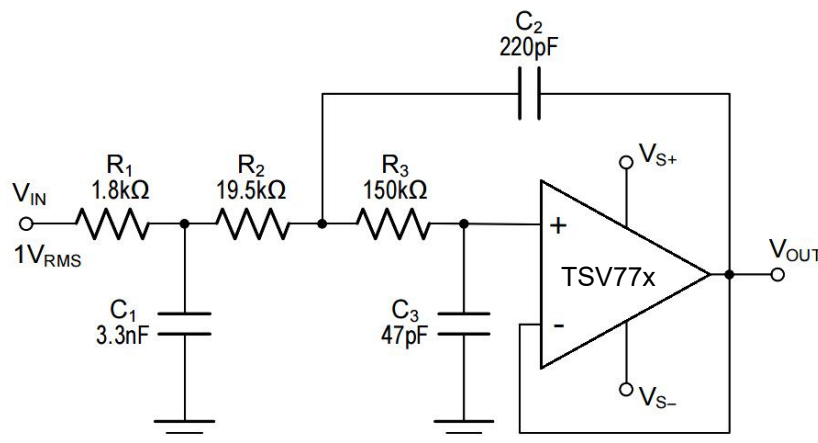 C2
220pF
R1
1.8kΩ
R2
19.5kΩ
R3
150kΩ
VIN
1VRMS
VS+
+
TSV77x
-
VOUT
C1
3.3nF
C3
47pF
VS–